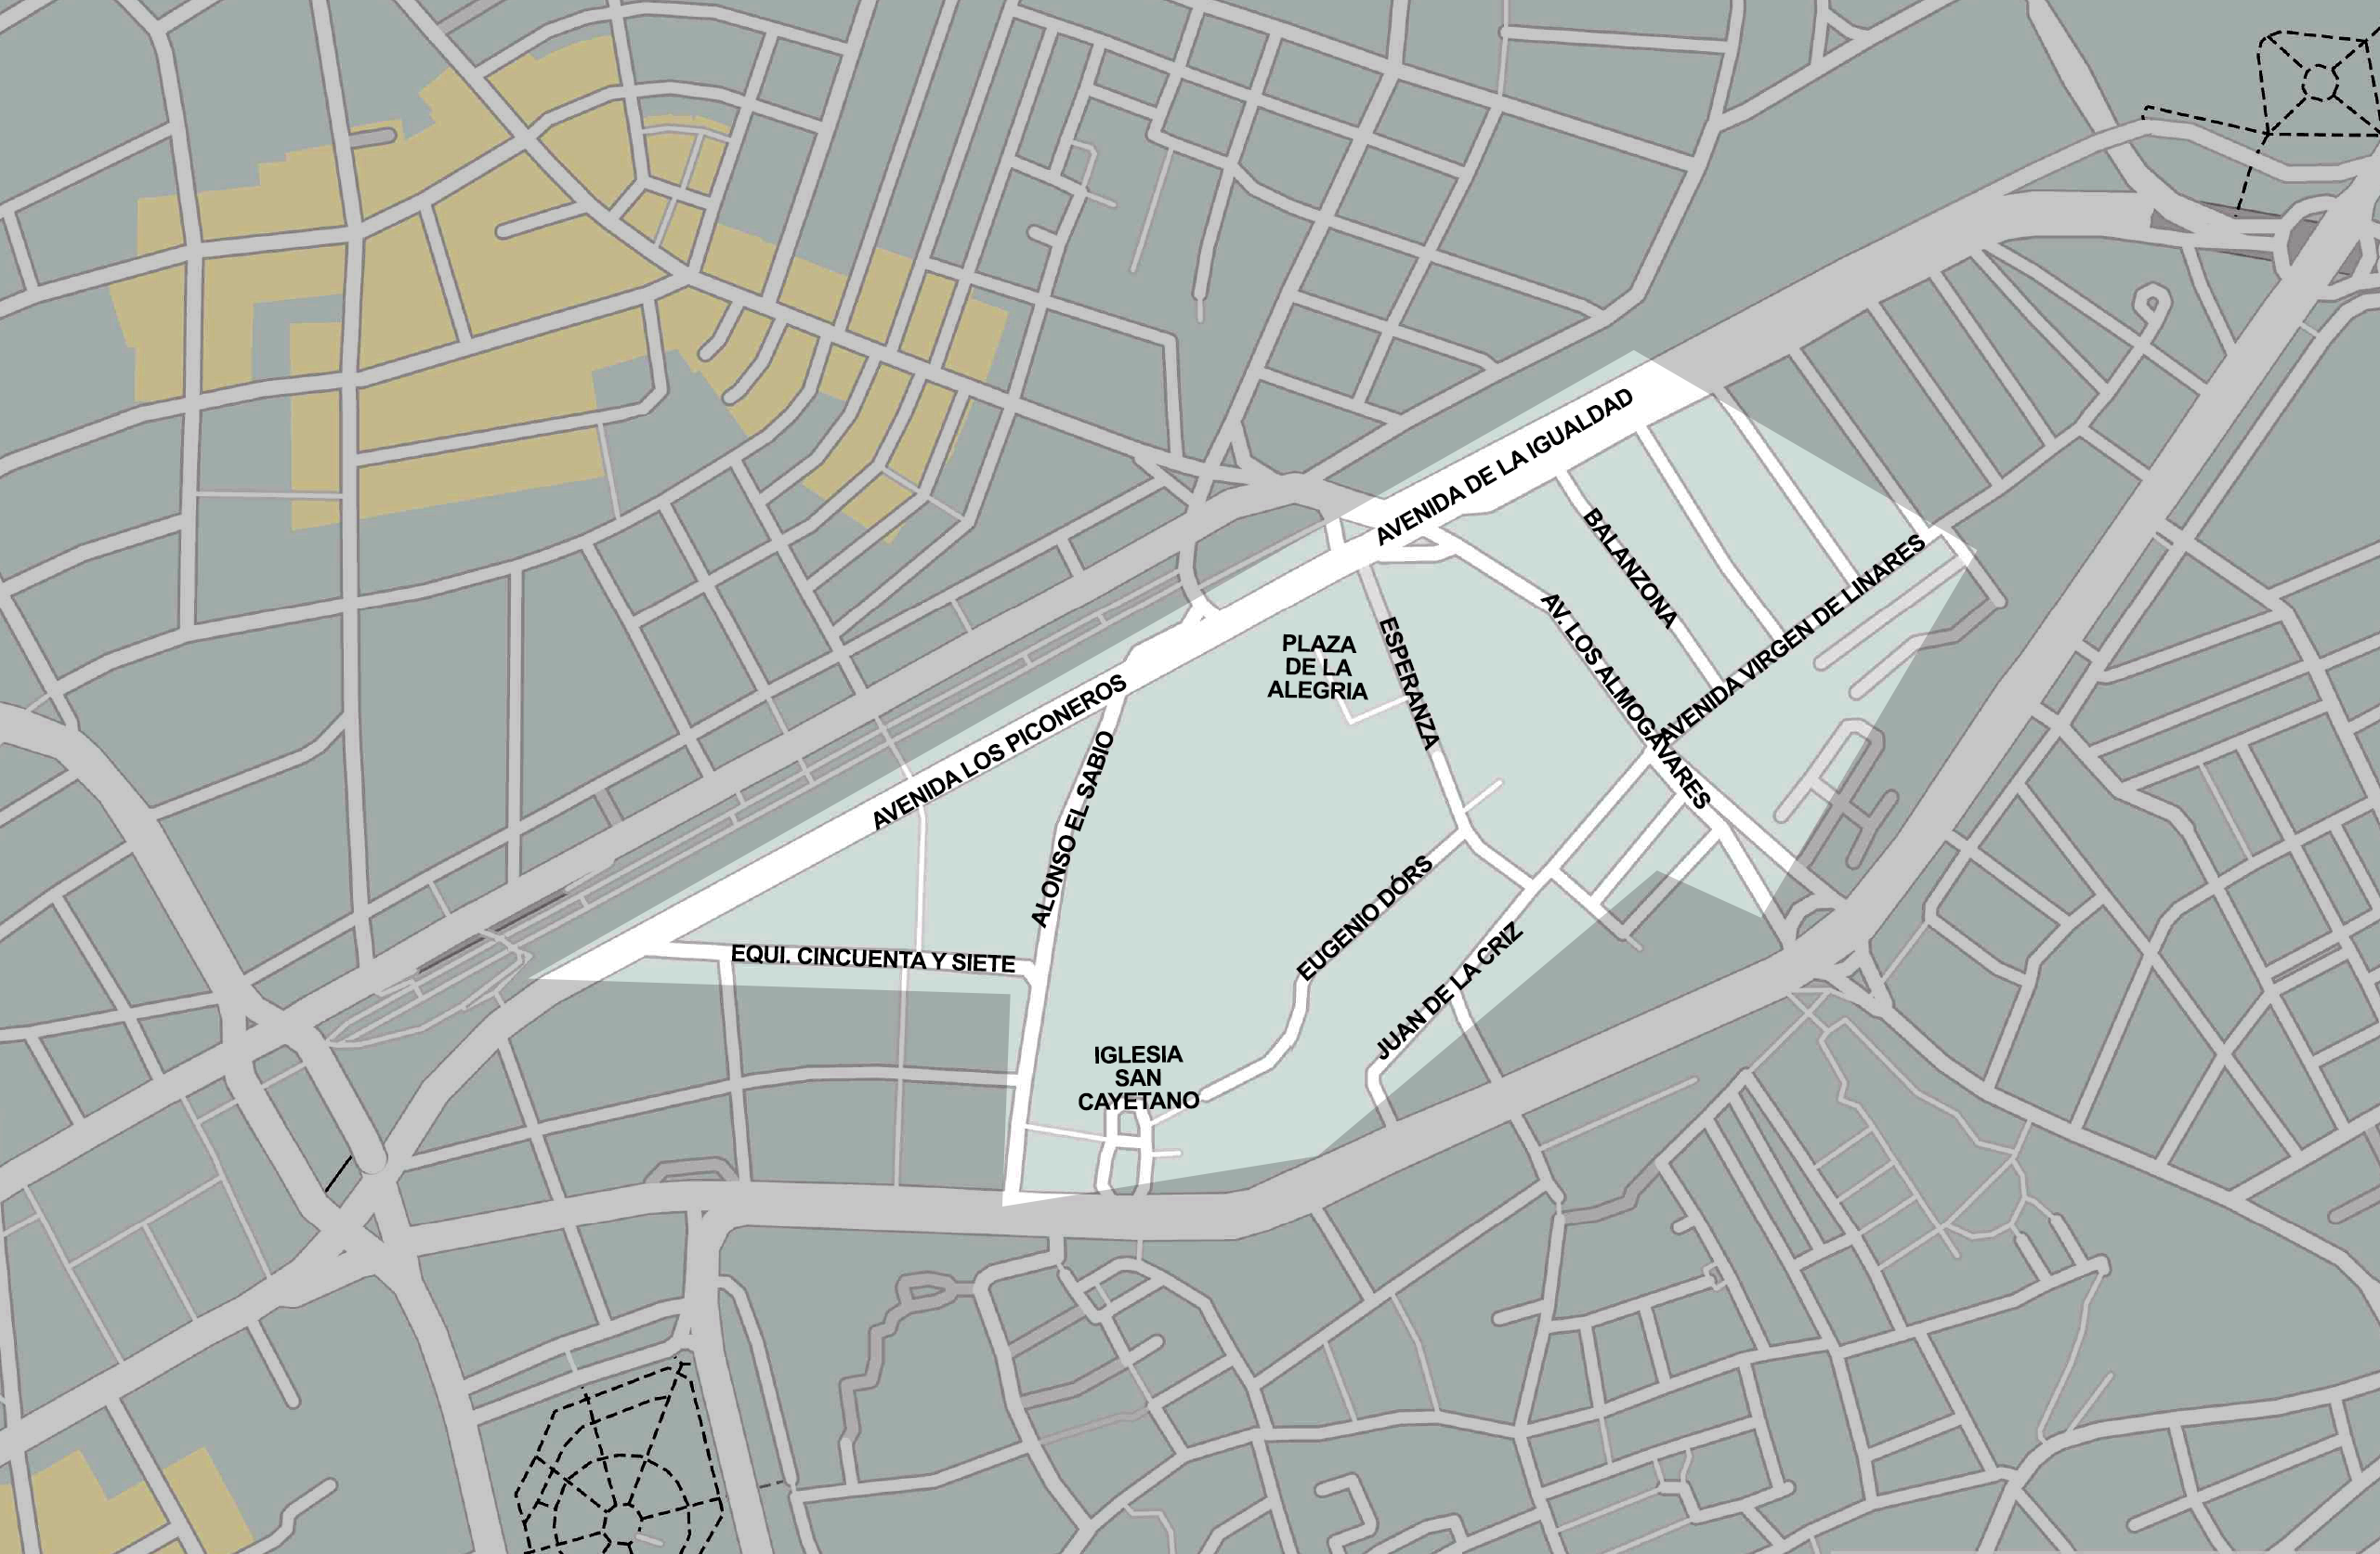 AVENIDA DE LA IGUALDAD
BALANZONA
AVENIDA VIRGEN DE LINARES
AV. LOS ALMOGÁVARES
ESPERANZA
PLAZA
DE LA
ALEGRIA
AVENIDA LOS PICONEROS
ALONSO EL SABIO
EQUI. CINCUENTA Y SIETE
EUGENIO DÓRS
JUAN DE LA CRIZ
IGLESIA
SAN
CAYETANO